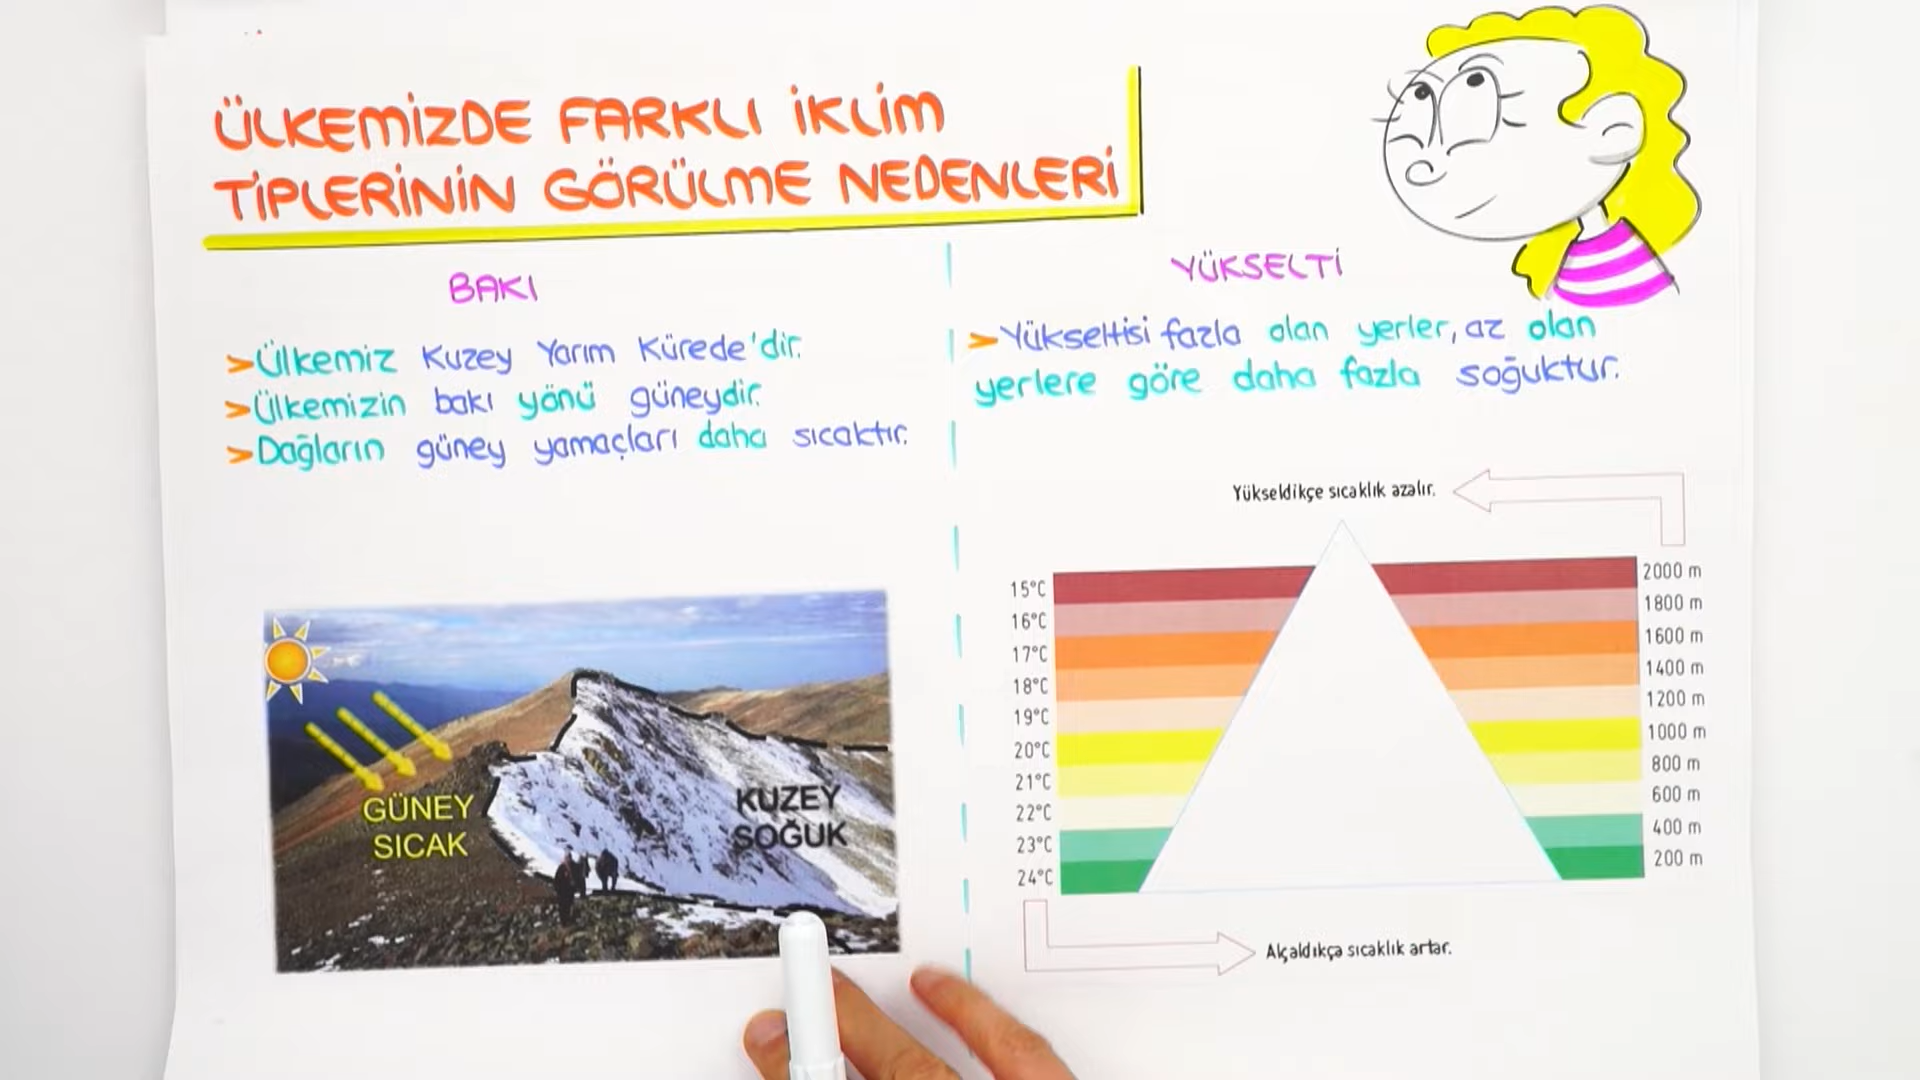 ÜLKEMİZDE FARKLI İKLİM
TİPLERİNİN GÖRÜLME NEDENLERİ
BAKI
>Ülkemiz Kuzey Yarım Kürede'dir.
>Ülkemizin bakı yönü güneydir.
>Dağların güney yamaçları daha sıcaktır.
GÜNEY
SICAK
KUZEY
SOĞUK
YÜKSELTİ
>Yükseltisi fazla olan yerler, az olan
yerlere göre daha fazla soğuktur.
Yükseldikçe sıcaklık azalır.
15°C 2000 m
16°C 1800 m
17°C 1600 m
18°C 1400 m
19°C 1200 m
20°C 1000 m
21°C 800 m
22°C 600 m
23°C 400 m
24°C 200 m
Alçaldıkça sıcaklık artar.